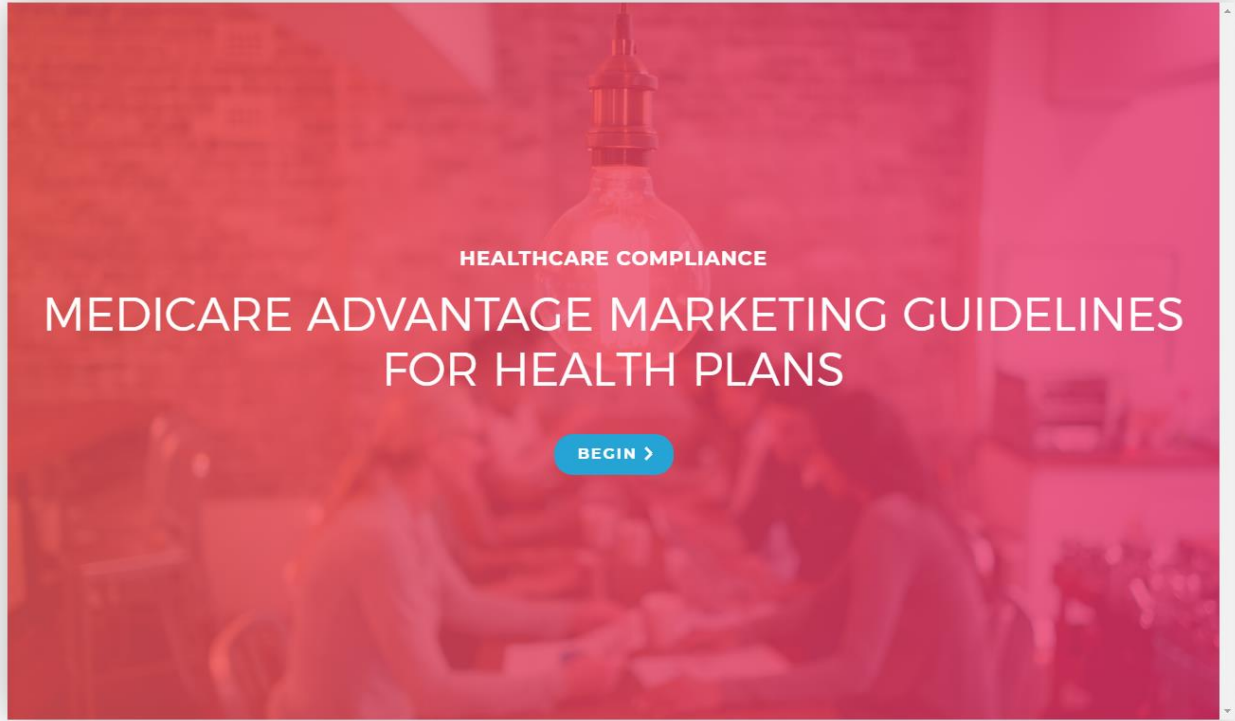 HEALTHCARE COMPLIANCE
MEDICARE ADVANTAGE MARKETING GUIDELINES
FOR HEALTH PLANS
BEGIN